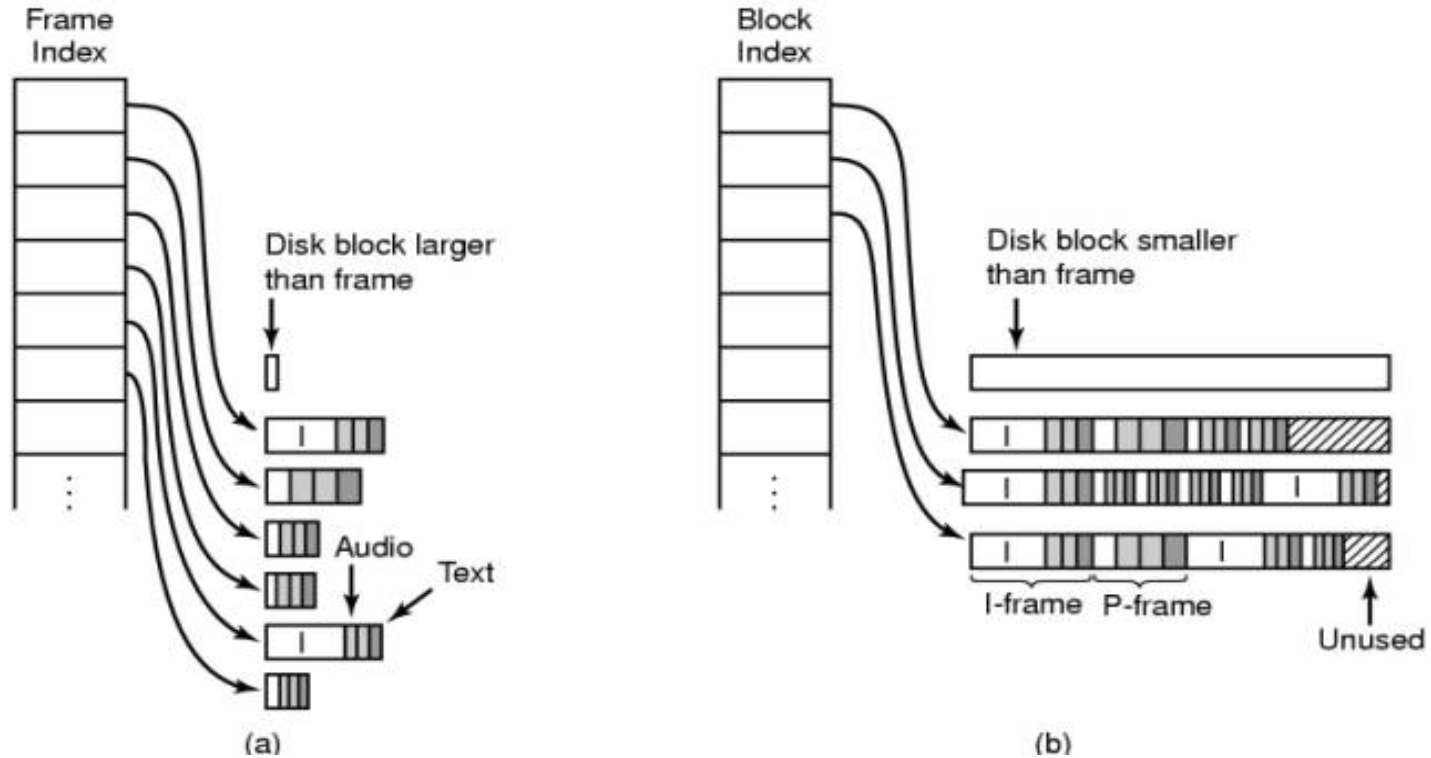 Frame
Index
Disk block larger
than frame
I
Audio
Text
I
(a)
Block
Index
Disk block smaller
than frame
I
I
I
I
I
I-frame
P-frame
Unused
(b)